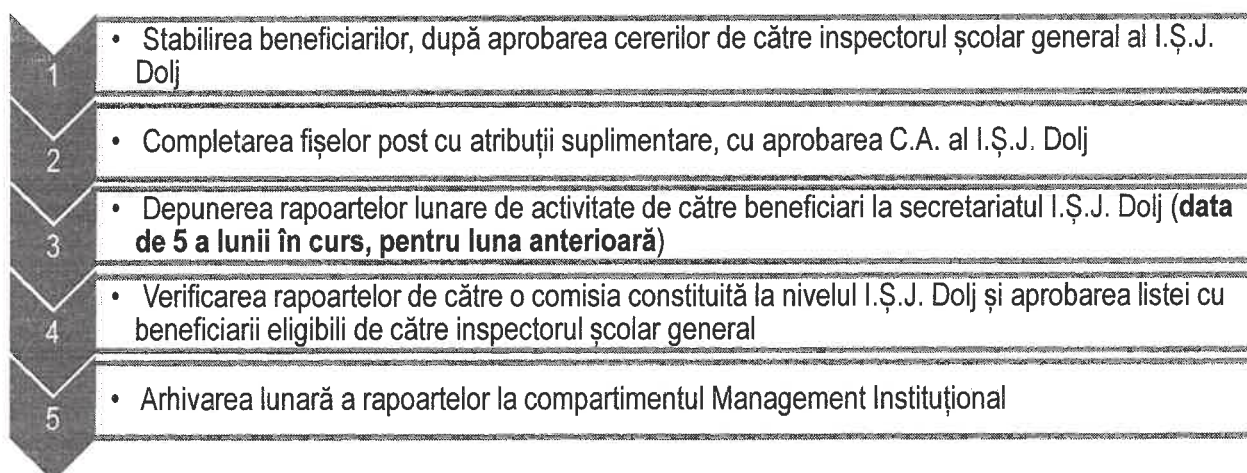 1
• Stabilirea beneficiarilor, după aprobarea cererilor de către inspectorul școlar general al I.Ș.J.
Dolj
2
• Completarea fișelor post cu atribuții suplimentare, cu aprobarea C.A. al I.Ș.J. Dolj
3
• Depunerea rapoartelor lunare de activitate de către beneficiari la secretariatul I.Ș.J. Dolj (data
de 5 a lunii în curs, pentru luna anterioară)
4
• Verificarea rapoartelor de către o comisia constituită la nivelul I.Ș.J. Dolj și aprobarea listei cu
beneficiarii eligibili de către inspectorul școlar general
5
• Arhivarea lunară a rapoartelor la compartimentul Management Instituțional